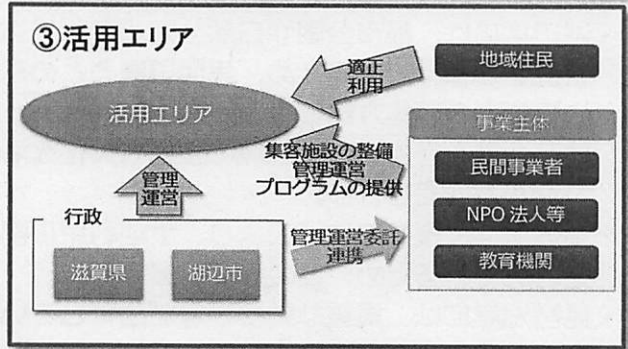 ③活用エリア
地域住民
適正
利用
活用エリア
事業主体
集客施設の整備
管理運営
プログラムの提供
民間事業者
管理
運営
NPO 法人等
行政
管理運営委託
連携
教育機関
滋賀県
湖辺市